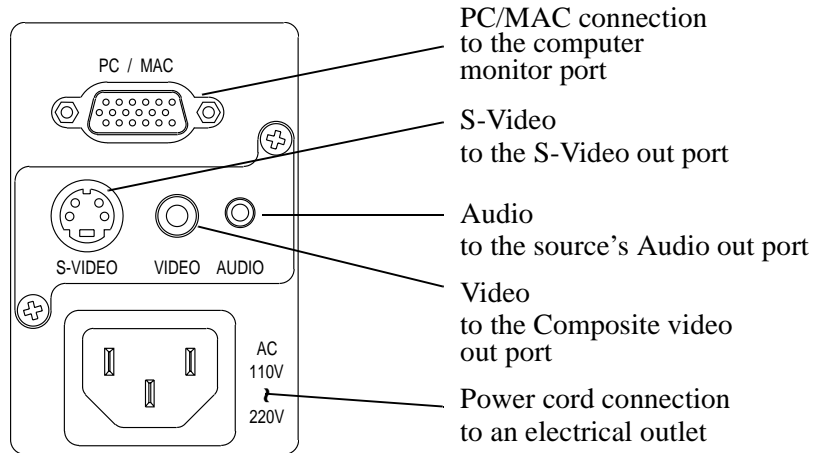 PC / MAC
S-VIDEO
VIDEO
AUDIO
AC
110V
~
220V
PC/MAC connection
to the computer
monitor port
S-Video
to the S-Video out port
Audio
to the source's Audio out port
Video
to the Composite video
out port
Power cord connection
to an electrical outlet